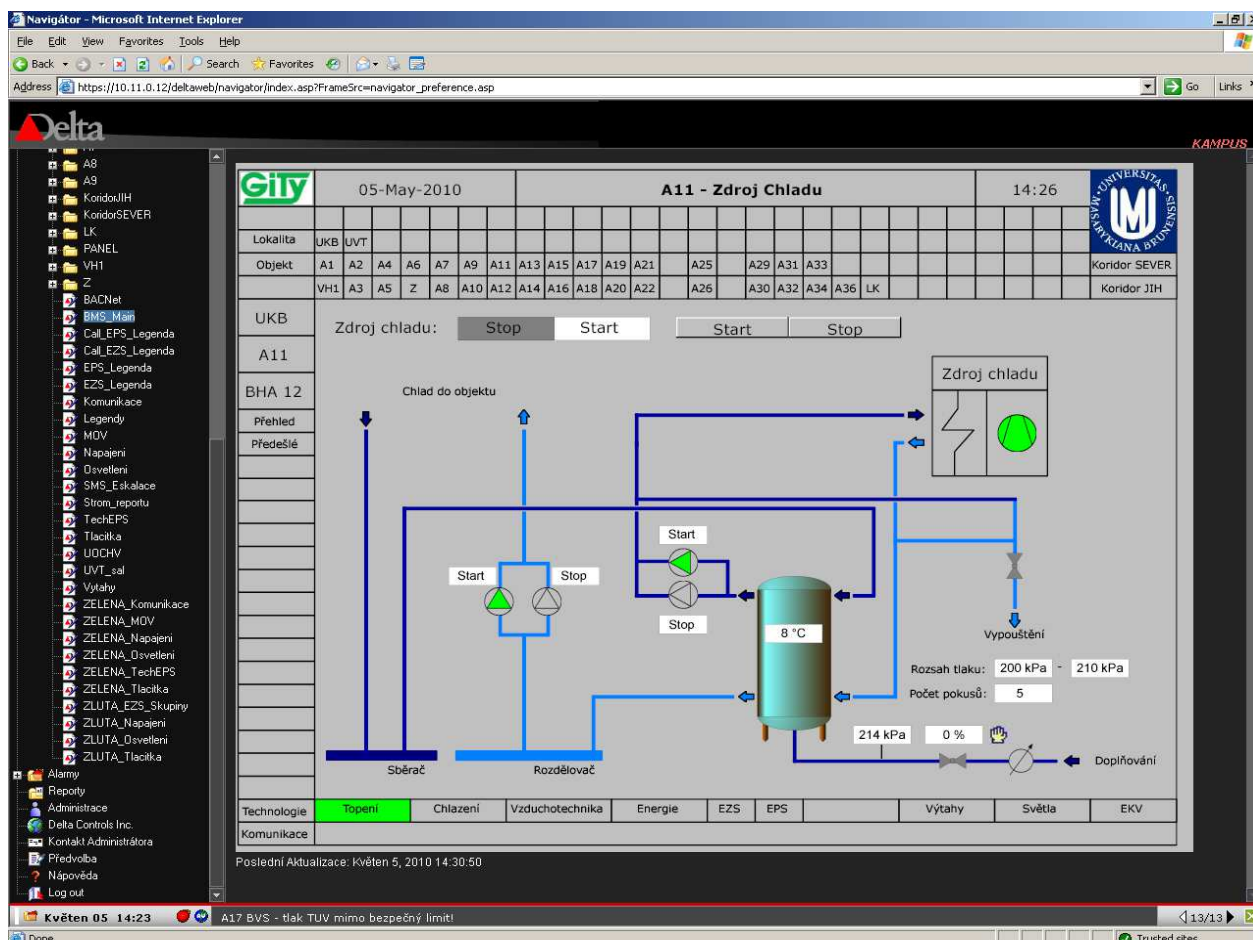 Navigátor - Microsoft Internet Explorer
File Edit View Favorites Tools Help
Back Search Favorites
Address https://10.11.0.12/deltaweb/navigator/index.asp?FrameSrc=navigator_preference.asp Go Links
Delta
KAMPUS
A8
A9
KoridorJIH
KoridorSEVER
LK
PANEL
VH1
Z
BACNet
BMS_Main
Call_EPS_Legenda
Call_EZS_Legenda
EPS_Legenda
EZS_Legenda
Komunikace
Legendy
MOV
Napajeni
Osvetleni
SMS_Eskalace
Strom_reportu
TechEPS
Tlacitka
UOCHV
UVT_sal
Vytahy
ZELENA_Komunikace
ZELENA_MOV
ZELENA_Napajeni
ZELENA_Osvetleni
ZELENA_TechEPS
ZELENA_Tlacitka
ZLUTA_EZS_Skupiny
ZLUTA_Napajeni
ZLUTA_Osvetleni
ZLUTA_Tlacitka
Alarmy
Reporty
Administrace
Delta Controls Inc.
Kontakt Administrátora
Předvolba
Nápověda
Log out
GiTy 05-May-2010 A11 - Zdroj Chladu 14:26
UNIVERSITAS MASARYKIANA BRUNENSIS
Lokalita UKB UVT
Objekt A1 A2 A4 A6 A7 A9 A11 A13 A15 A17 A19 A21 A25 A29 A31 A33 Koridor SEVER
VH1 A3 A5 Z A8 A10 A12 A14 A16 A18 A20 A22 A26 A30 A32 A34 A36 LK Koridor JIH
UKB
A11
BHA 12
Přehled
Předešlé
Zdroj chladu: Stop Start Start Stop
Zdroj chladu
Chlad do objektu
Start
Start Stop
Stop
8 °C
Vypouštění
Rozsah tlaku: 200 kPa - 210 kPa
Počet pokusů: 5
214 kPa 0 %
Doplňování
Sběrač Rozdělovač
Technologie Topení Chlazení Vzduchotechnika Energie EZS EPS Výtahy Světla EKV
Komunikace
Poslední Aktualizace: Květen 5, 2010 14:30:50
Květen 05 14:23 A17 BVS - tlak TUV mimo bezpečný limit! 13/13
Done Trusted sites